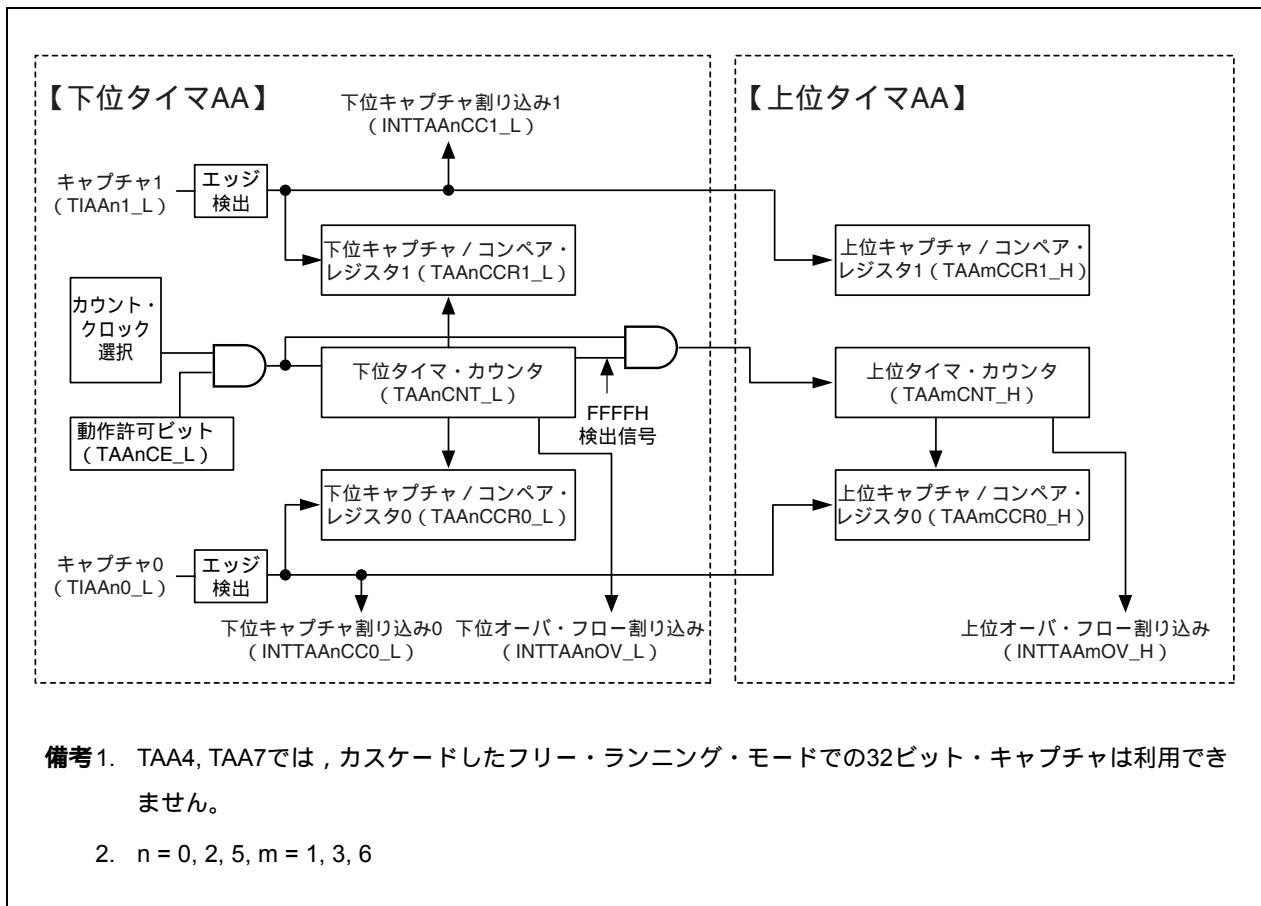 【下位タイマAA】
下位キャプチャ割り込み1
(INTTAAnCC1_L)
キャプチャ1
(TIAAn1_L)
エッジ
検出
下位キャプチャ/コンペア・
レジスタ1(TAAnCCR1_L)
カウント・
クロック
選択
動作許可ビット
(TAAnCE_L)
下位タイマ・カウンタ
(TAAnCNT_L)
FFFFH
検出信号
下位キャプチャ/コンペア・
レジスタ0(TAAnCCR0_L)
キャプチャ0
(TIAAn0_L)
エッジ
検出
下位キャプチャ割り込み0
(INTTAAnCC0_L)
下位オーバ・フロー割り込み
(INTTAAnOV_L)
【上位タイマAA】
上位キャプチャ/コンペア・
レジスタ1(TAAmCCR1_H)
上位タイマ・カウンタ
(TAAmCNT_H)
上位キャプチャ/コンペア・
レジスタ0(TAAmCCR0_H)
上位オーバ・フロー割り込み
(INTTAAmOV_H)
備考1. TAA4, TAA7では,カスケードしたフリー・ランニング・モードでの32ビット・キャプチャは利用でき
ません。
2. n = 0, 2, 5, m = 1, 3, 6